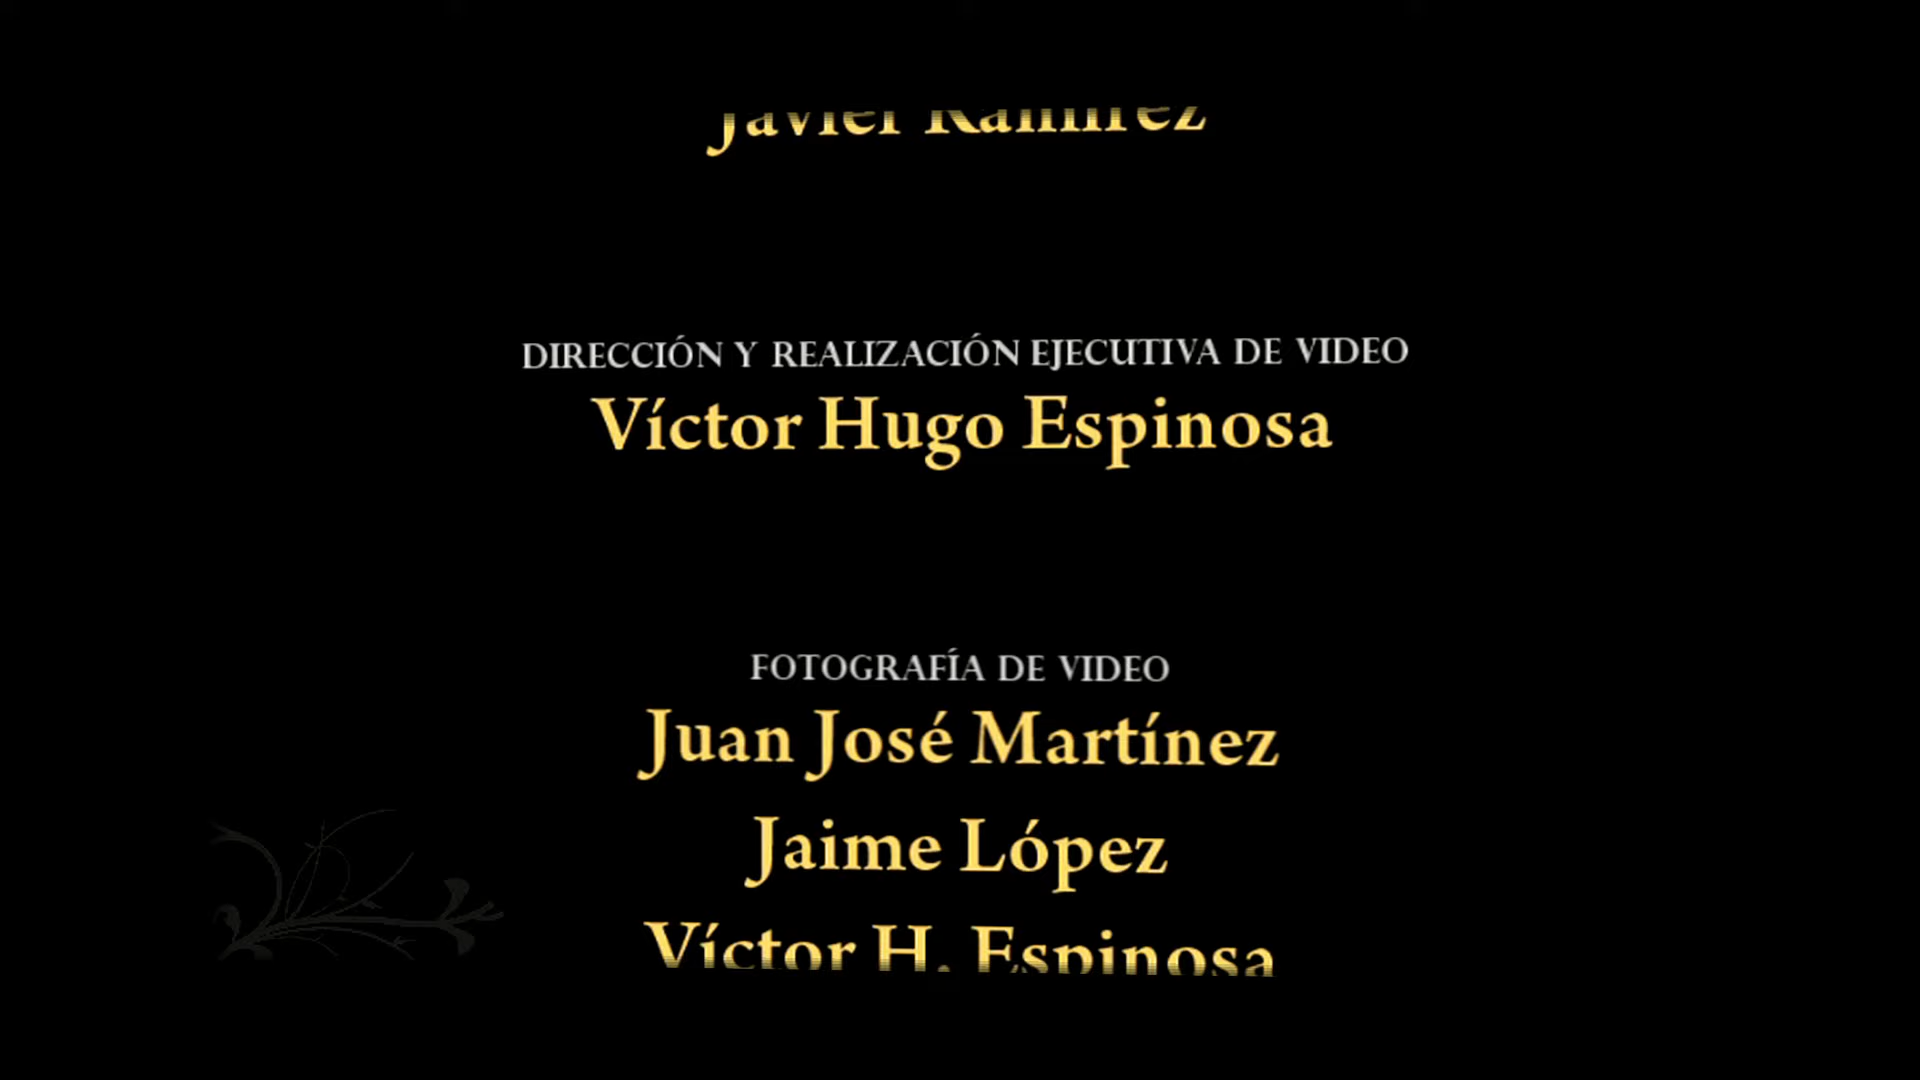 Javier Ramírez
DIRECCIÓN Y REALIZACIÓN EJECUTIVA DE VIDEO
Víctor Hugo Espinosa
FOTOGRAFÍA DE VIDEO
Juan José Martínez
Jaime López
Víctor H. Espinosa